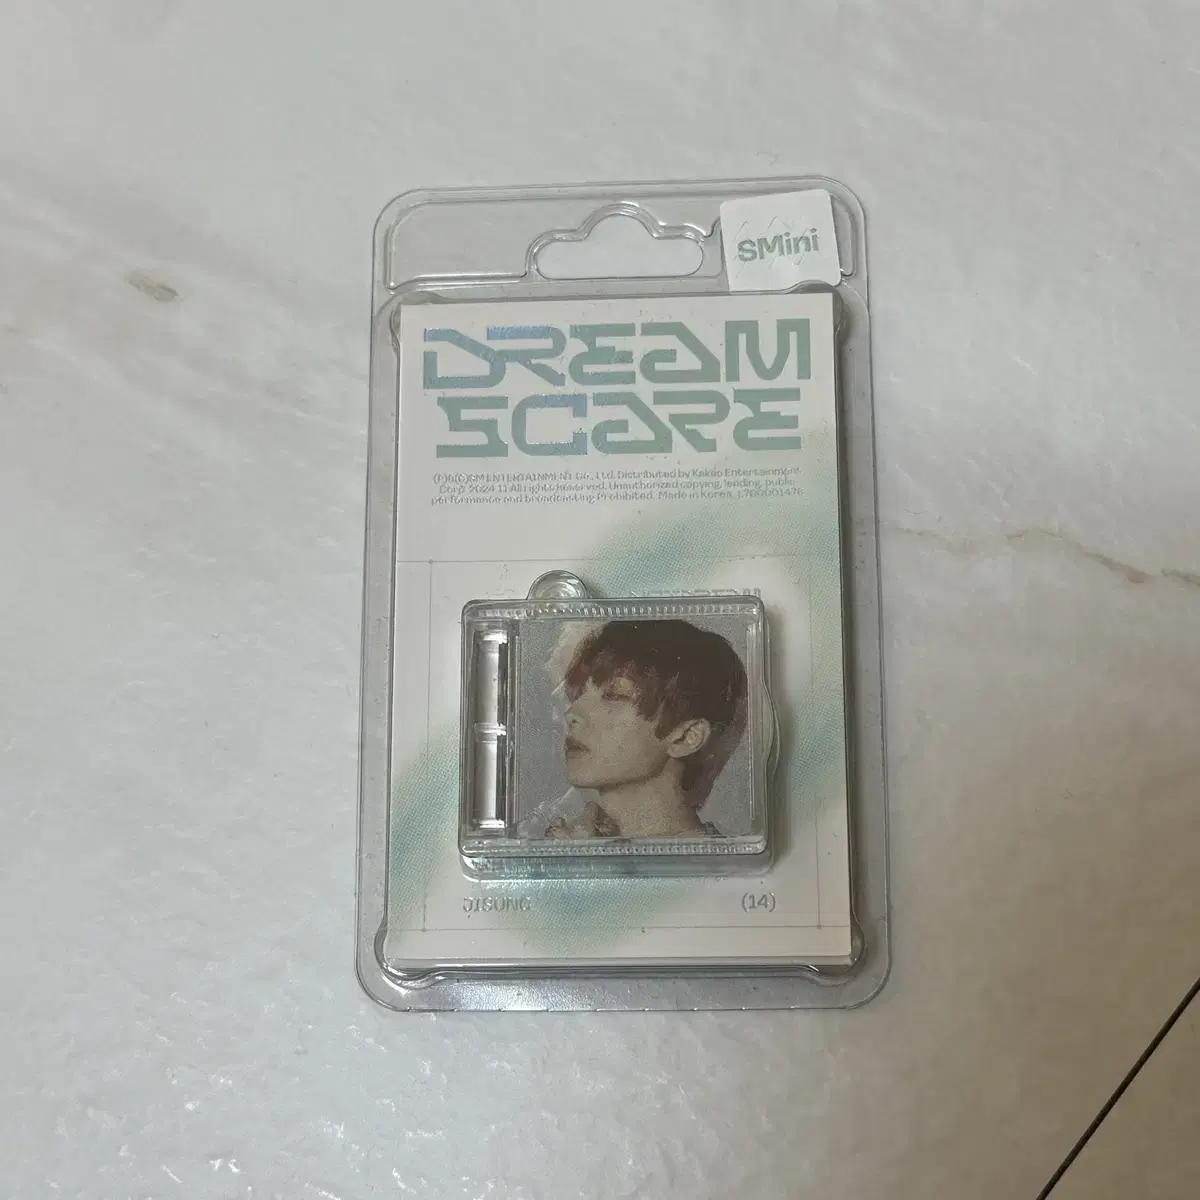 SMini
DREAM
SCAPE
(P)&(C)SM ENTERTAINMENT Co., Ltd. Distributed by Kakao Entertainment
Corp. 2024.11 All rights Reserved. Unauthorized copying, lending, public
performance and broadcasting Prohibited. Made in Korea.
JISUNG
(14)